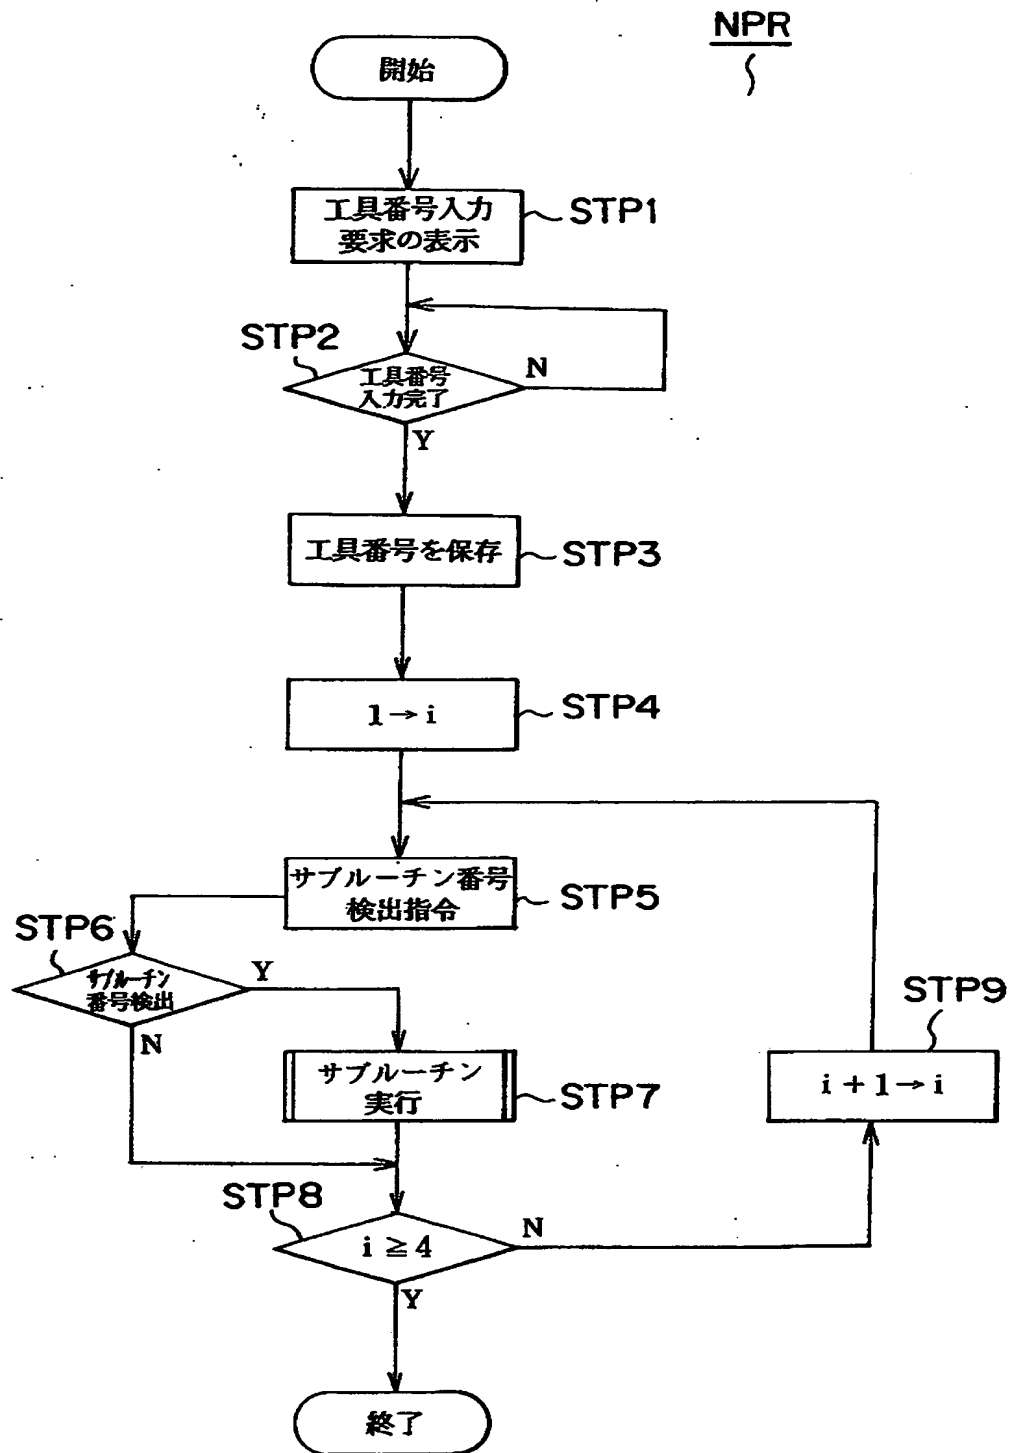 NPR
開始
工具番号入力
要求の表示
STP1
STP2
工具番号
入力完了
N
Y
工具番号を保存
STP3
1→i
STP4
サブルーチン番号
検出指令
STP5
STP6
サブルーチン
番号検出
Y
N
サブルーチン
実行
STP7
STP9
i+1→i
STP8
i≧4
N
Y
終了